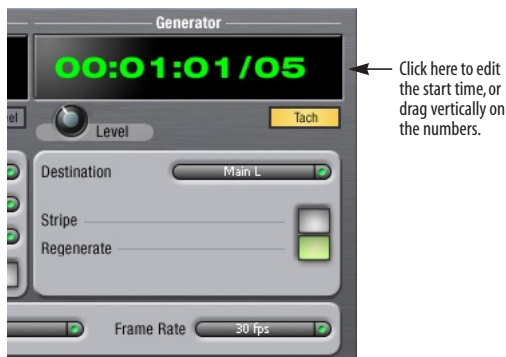 Generator
00:01:01/05
Click here to edit
the start time, or
drag vertically on
the numbers.
el
Level
Tach
Destination
Main L
Stripe
Regenerate
Frame Rate
30 fps